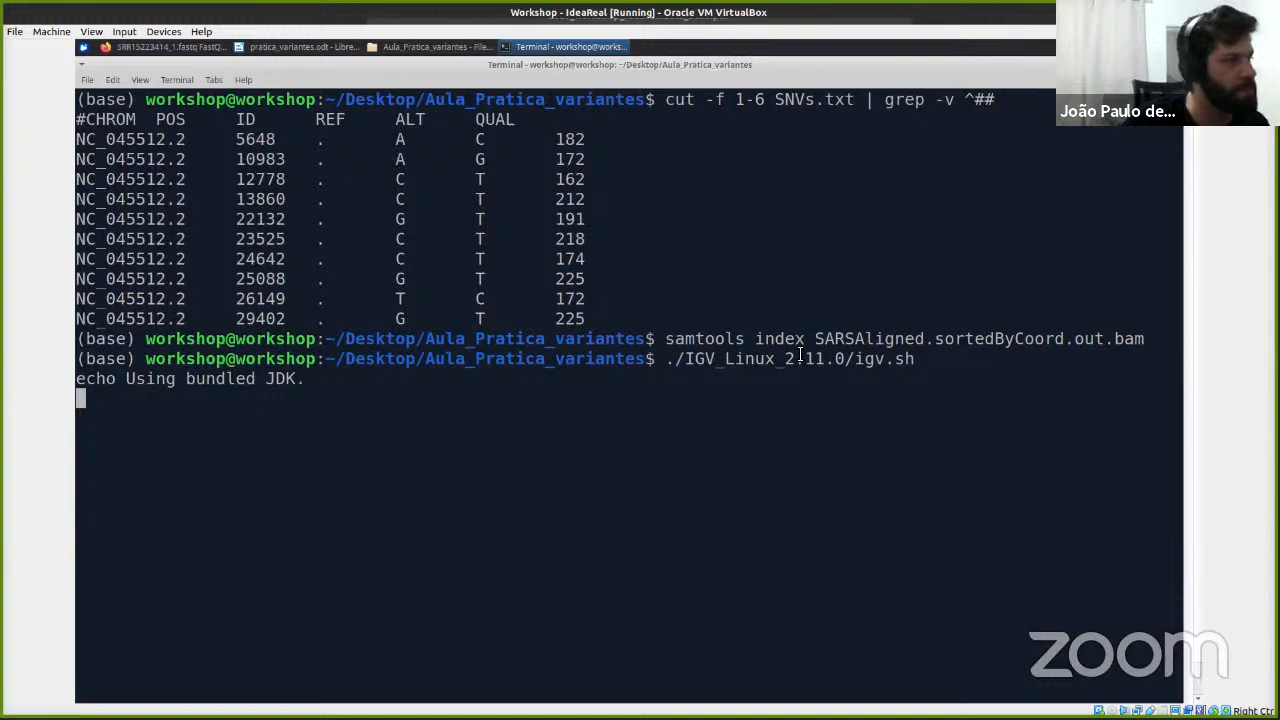 Workshop - IdeaReal [Running] - Oracle VM VirtualBox
File Machine View Input Devices Help
SRR15223414_1.fastq FastQ... pratica_variantes.odt - Libre... Aula_Pratica_variantes - File... Terminal - workshop@works...
Terminal - workshop@workshop: ~/Desktop/Aula_Pratica_variantes
File Edit View Terminal Tabs Help
João Paulo de...
(base) workshop@workshop:~/Desktop/Aula_Pratica_variantes$ cut -f 1-6 SNVs.txt | grep -v ^##
#CHROM POS ID REF ALT QUAL
NC_045512.2 5648 . A C 182
NC_045512.2 10983 . A G 172
NC_045512.2 12778 . C T 162
NC_045512.2 13860 . C T 212
NC_045512.2 22132 . G T 191
NC_045512.2 23525 . C T 218
NC_045512.2 24642 . C T 174
NC_045512.2 25088 . G T 225
NC_045512.2 26149 . T C 172
NC_045512.2 29402 . G T 225
(base) workshop@workshop:~/Desktop/Aula_Pratica_variantes$ samtools index SARSAligned.sortedByCoord.out.bam
(base) workshop@workshop:~/Desktop/Aula_Pratica_variantes$ ./IGV_Linux_2.11.0/igv.sh
echo Using bundled JDK.
zoom
Right Ctr